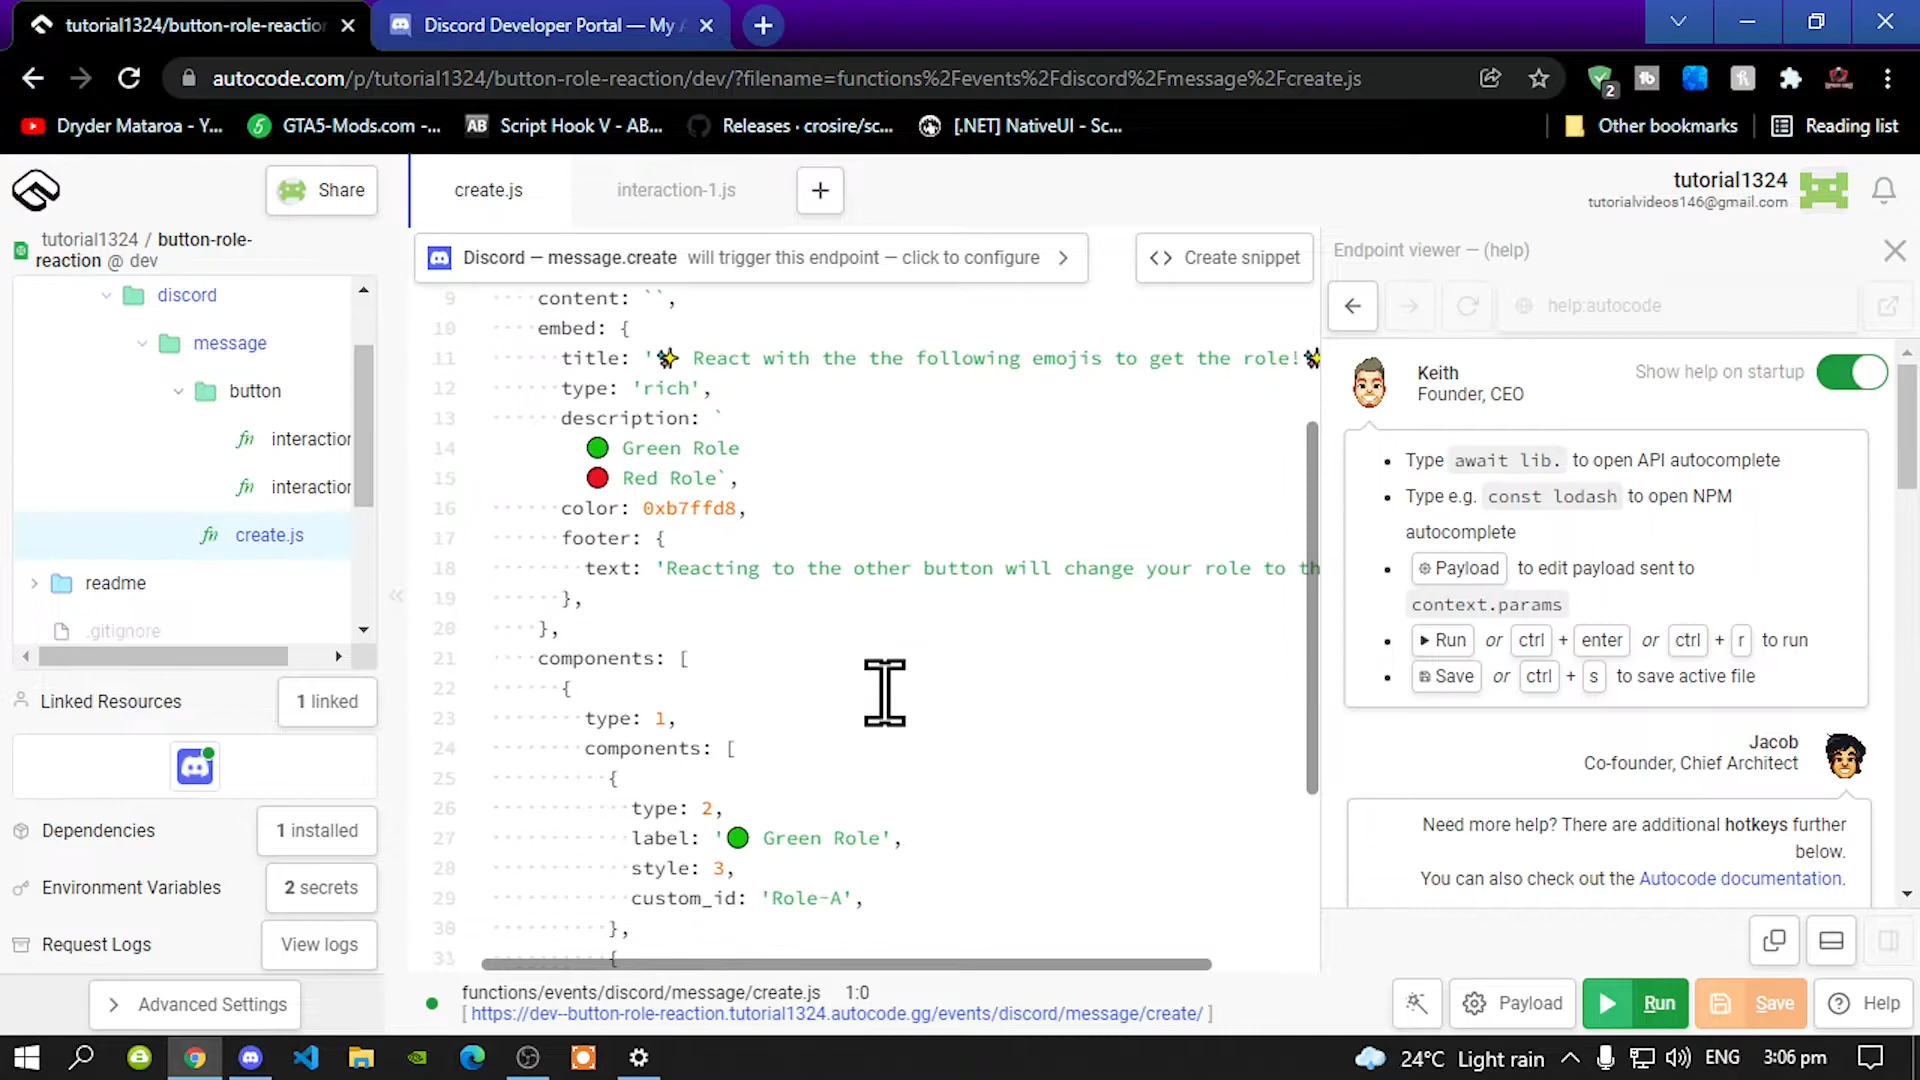 tutorial1324/button-role-reactio
Discord Developer Portal — My
autocode.com/p/tutorial1324/button-role-reaction/dev/?filename=functions%2Fevents%2Fdiscord%2Fmessage%2Fcreate.js
2
Dryder Mataroa - Y...
GTA5-Mods.com -...
AB
Script Hook V - AB...
Releases · crosire/sc...
[.NET] NativeUI - Sc...
Other bookmarks
Reading list
Share
create.js
interaction-1.js
tutorial1324
tutorialvideos146@gmail.com
tutorial1324 / button-role-
reaction @ dev
Discord — message.create will trigger this endpoint — click to configure
Create snippet
Endpoint viewer — (help)
help:autocode
discord
message
button
fn interaction
fn interaction
fn create.js
readme
.gitignore
Linked Resources
1 linked
Dependencies
1 installed
Environment Variables
2 secrets
Request Logs
View logs
Advanced Settings
9 content: ``,
10 embed: {
11 title: '✨ React with the the following emojis to get the role!✨
12 type: 'rich',
13 description: `
14 🟢 Green Role
15 🔴 Red Role`,
16 color: 0xb7ffd8,
17 footer: {
18 text: 'Reacting to the other button will change your role to th
19 },
20 },
21 components: [
22 {
23 type: 1,
24 components: [
25 {
26 type: 2,
27 label: '🟢 Green Role',
28 style: 3,
29 custom_id: 'Role-A',
30 },
31 {
functions/events/discord/message/create.js 1:0
[ https://dev--button-role-reaction.tutorial1324.autocode.gg/events/discord/message/create/ ]
Keith
Founder, CEO
Show help on startup
Type await lib. to open API autocomplete
Type e.g. const lodash to open NPM
autocomplete
Payload to edit payload sent to
context.params
Run or ctrl + enter or ctrl + r to run
Save or ctrl + s to save active file
Jacob
Co-founder, Chief Architect
Need more help? There are additional hotkeys further
below.
You can also check out the Autocode documentation.
Payload
Run
Save
Help
24°C Light rain
ENG
3:06 pm